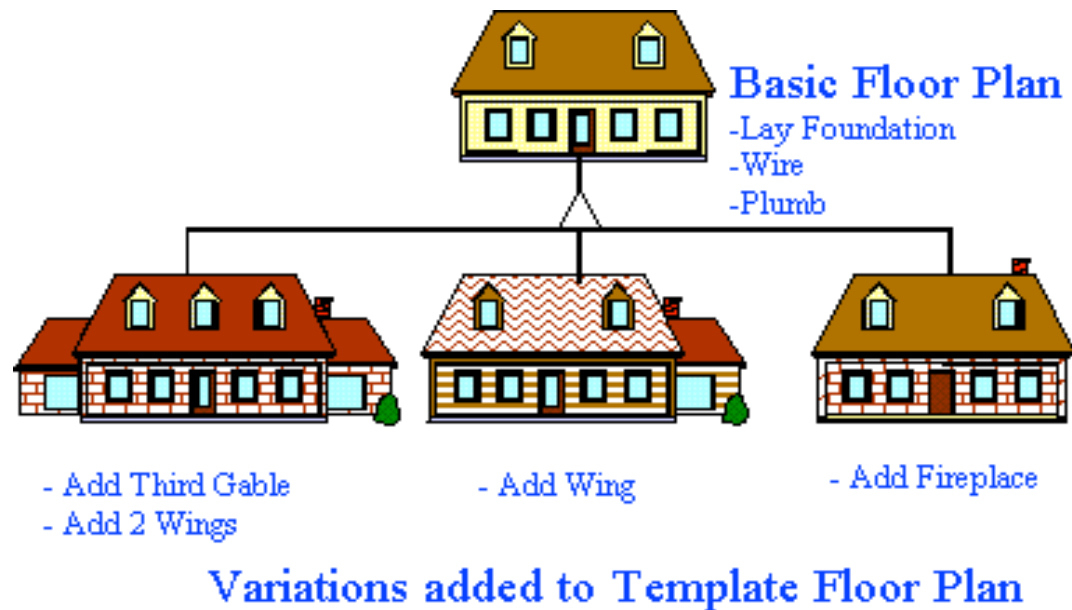 Basic Floor Plan
-Lay Foundation
-Wire
-Plumb
- Add Third Gable
- Add 2 Wings
- Add Wing
- Add Fireplace
Variations added to Template Floor Plan